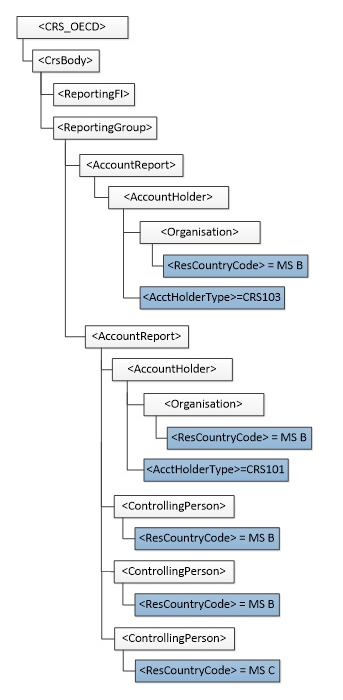 <CRS_OECD>
<CrsBody>
<ReportingFI>
<ReportingGroup>
<AccountReport>
<AccountHolder>
<Organisation>
<ResCountryCode> = MS B
<AcctHolderType>=CRS103
<AccountReport>
<AccountHolder>
<Organisation>
<ResCountryCode> = MS B
<AcctHolderType>=CRS101
<ControllingPerson>
<ResCountryCode> = MS B
<ControllingPerson>
<ResCountryCode> = MS B
<ControllingPerson>
<ResCountryCode> = MS C